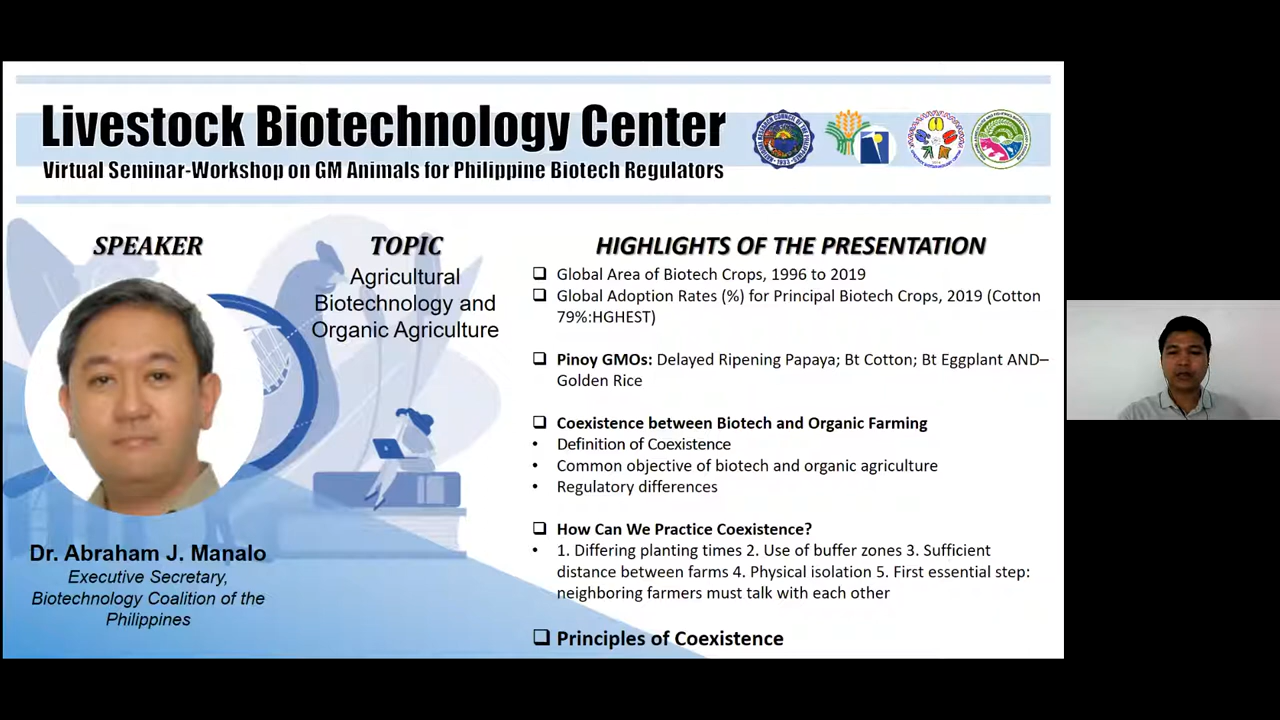 Livestock Biotechnology Center
Virtual Seminar-Workshop on GM Animals for Philippine Biotech Regulators
SPEAKER
Dr. Abraham J. Manalo
Executive Secretary,
Biotechnology Coalition of the
Philippines
TOPIC
Agricultural
Biotechnology and
Organic Agriculture
HIGHLIGHTS OF THE PRESENTATION
❑ Global Area of Biotech Crops, 1996 to 2019
❑ Global Adoption Rates (%) for Principal Biotech Crops, 2019 (Cotton
79%:HGHEST)
❑ Pinoy GMOs: Delayed Ripening Papaya; Bt Cotton; Bt Eggplant AND–
Golden Rice
❑ Coexistence between Biotech and Organic Farming
• Definition of Coexistence
• Common objective of biotech and organic agriculture
• Regulatory differences
❑ How Can We Practice Coexistence?
• 1. Differing planting times 2. Use of buffer zones 3. Sufficient
distance between farms 4. Physical isolation 5. First essential step:
neighboring farmers must talk with each other
❑ Principles of Coexistence